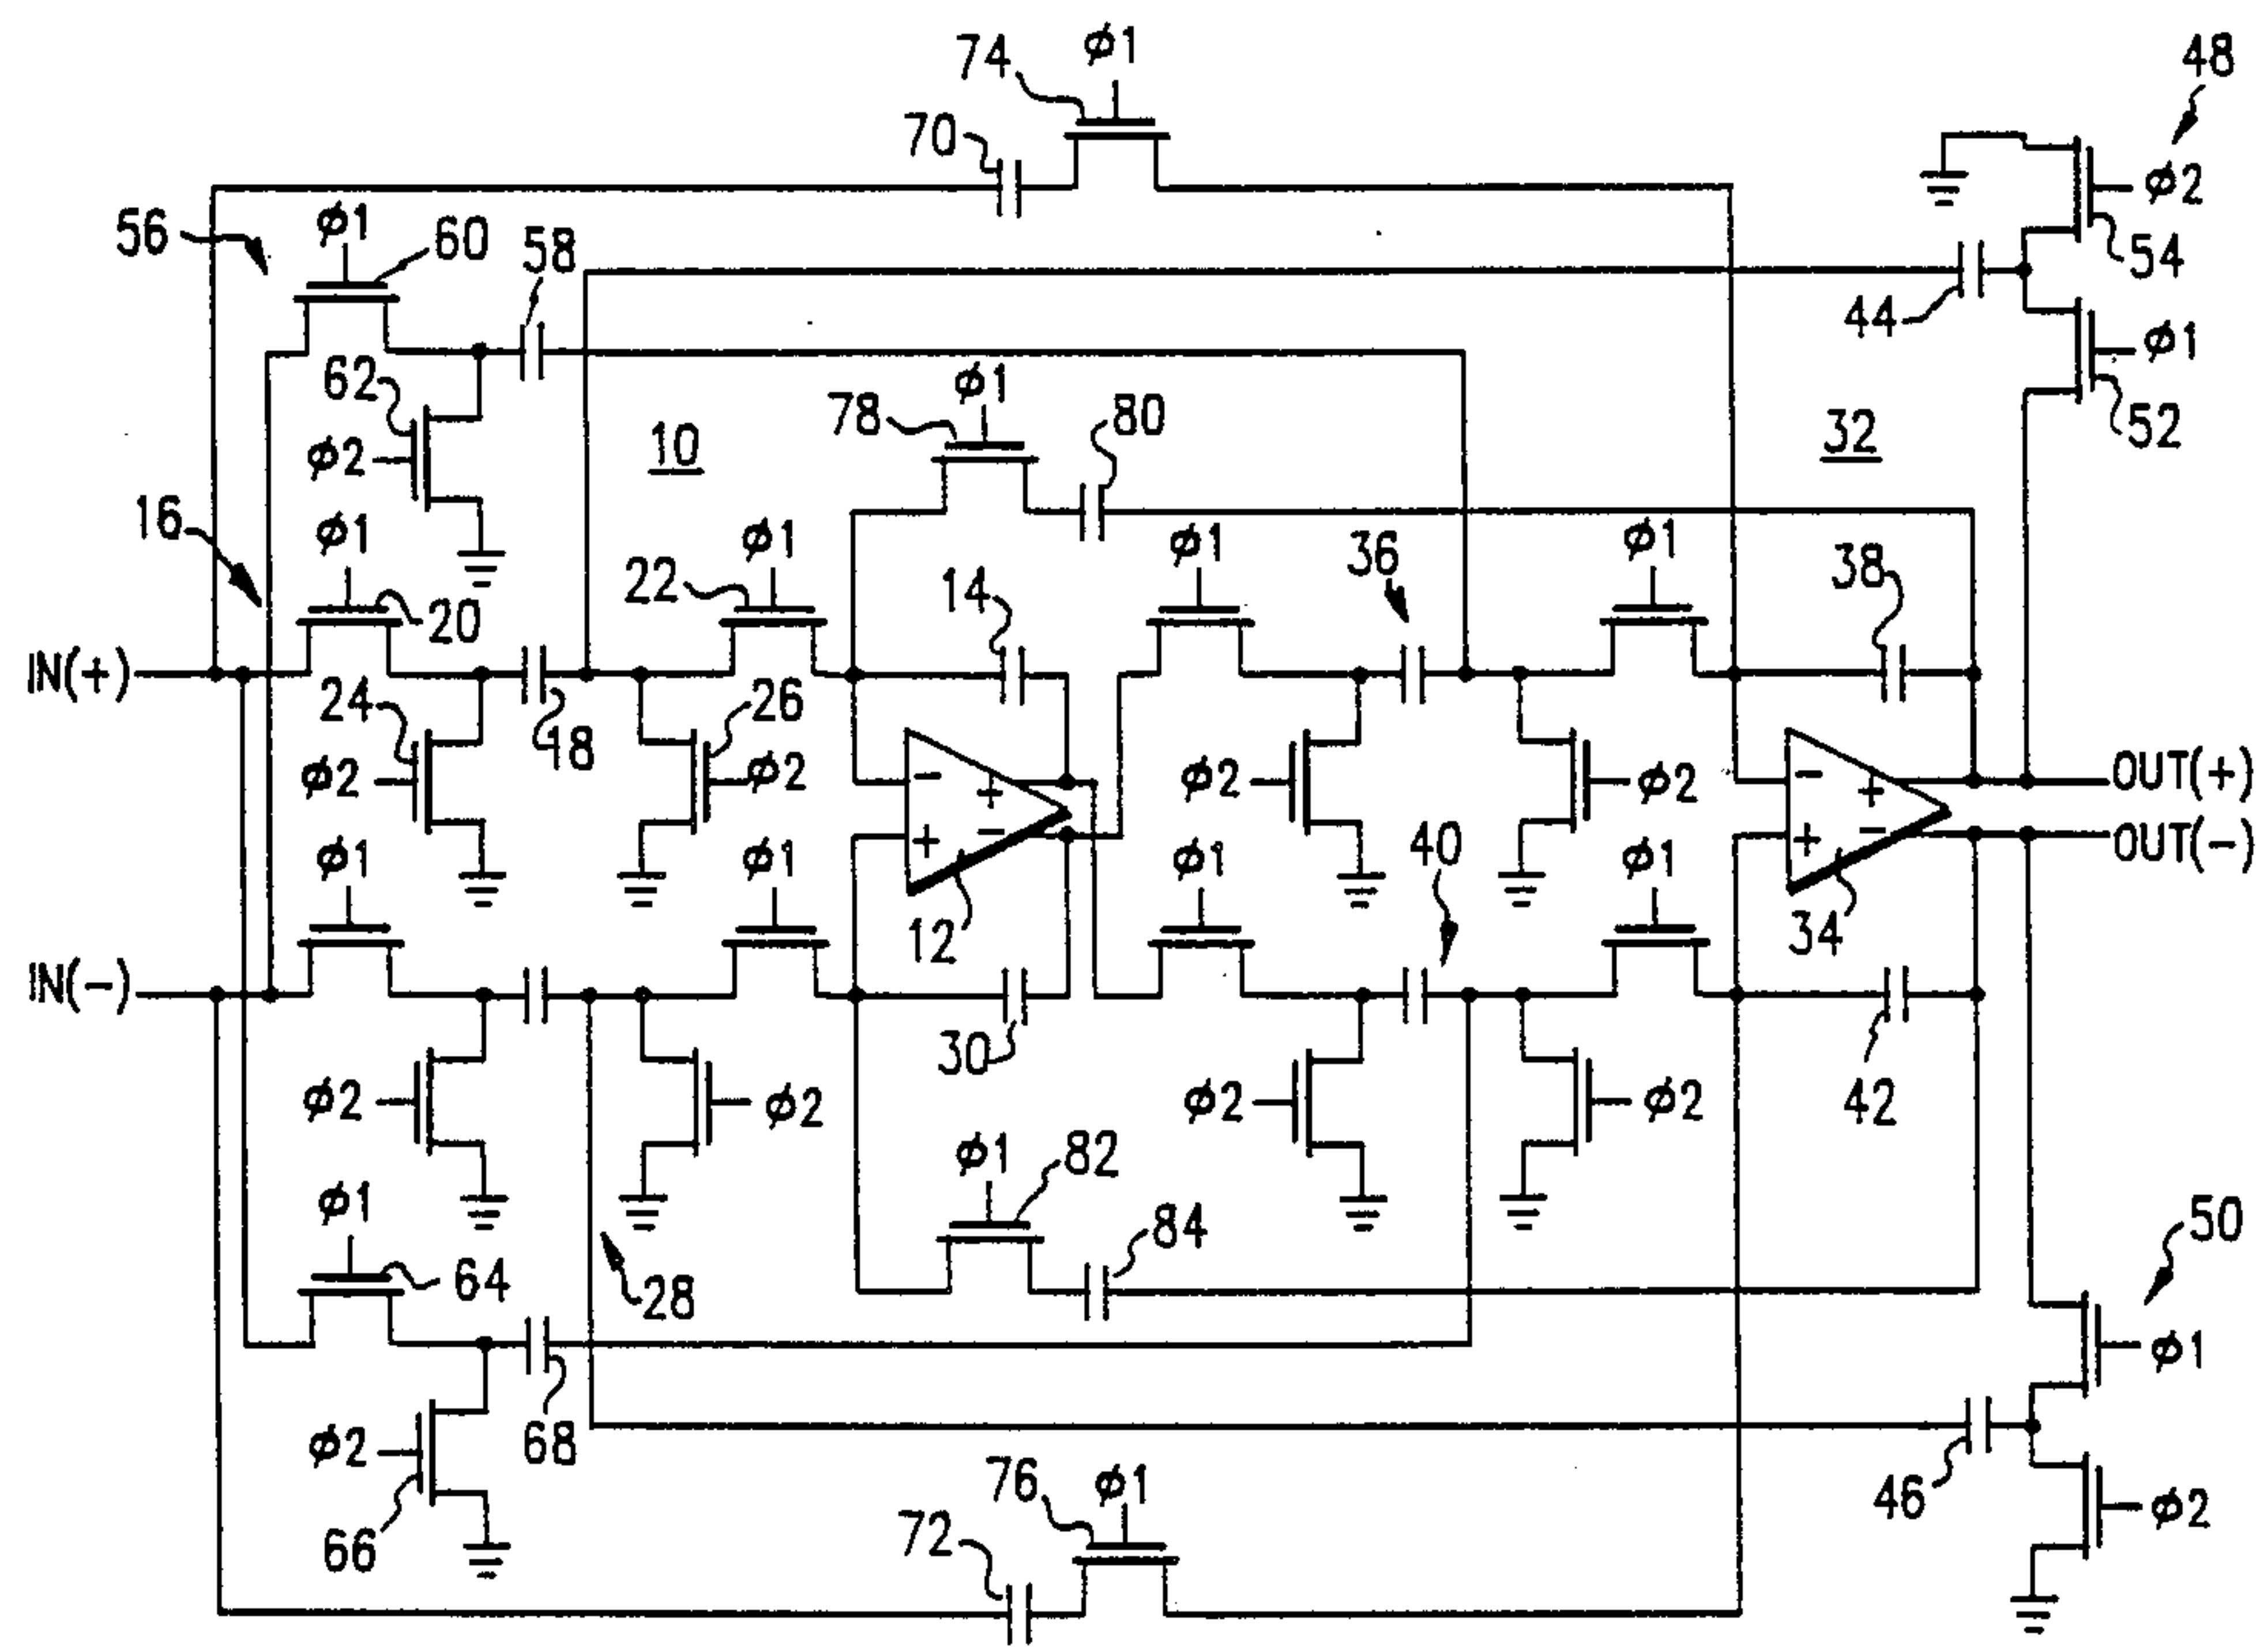 74 ϕ1 48
70
ϕ2
56 ϕ1 60 58
54
44
62 ϕ1 80 ϕ1
78
52
ϕ2 10 32
16 ϕ1 ϕ1 ϕ1 36 ϕ1
22 14 38
20
IN(+)
24 18 26
ϕ2 ϕ2 + ϕ2 ϕ2 + OUT(+)
− −
+ − + − OUT(−)
ϕ1 ϕ1 ϕ1 40 ϕ1
12 34
IN(−)
30
ϕ2 ϕ2 ϕ2 ϕ2 42
ϕ1 82
ϕ1 84 50
64 28
ϕ1
ϕ2 68
76 ϕ1 46 ϕ2
66 72